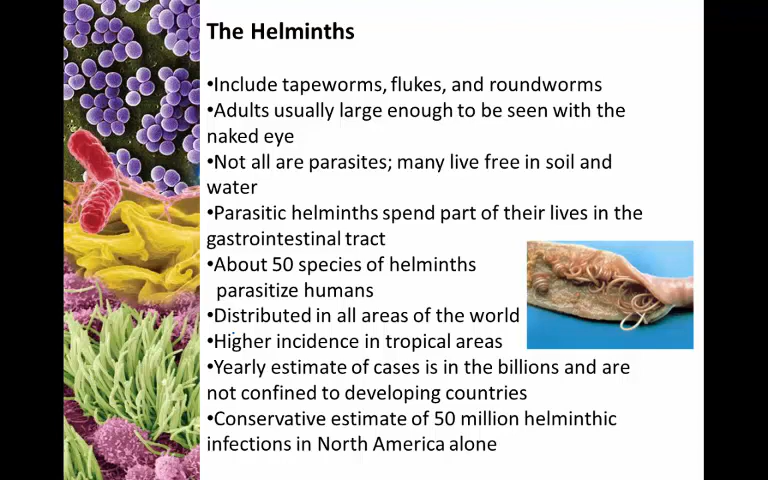 The Helminths
•Include tapeworms, flukes, and roundworms
•Adults usually large enough to be seen with the
naked eye
•Not all are parasites; many live free in soil and
water
•Parasitic helminths spend part of their lives in the
gastrointestinal tract
•About 50 species of helminths
parasitize humans
•Distributed in all areas of the world
•Higher incidence in tropical areas
•Yearly estimate of cases is in the billions and are
not confined to developing countries
•Conservative estimate of 50 million helminthic
infections in North America alone